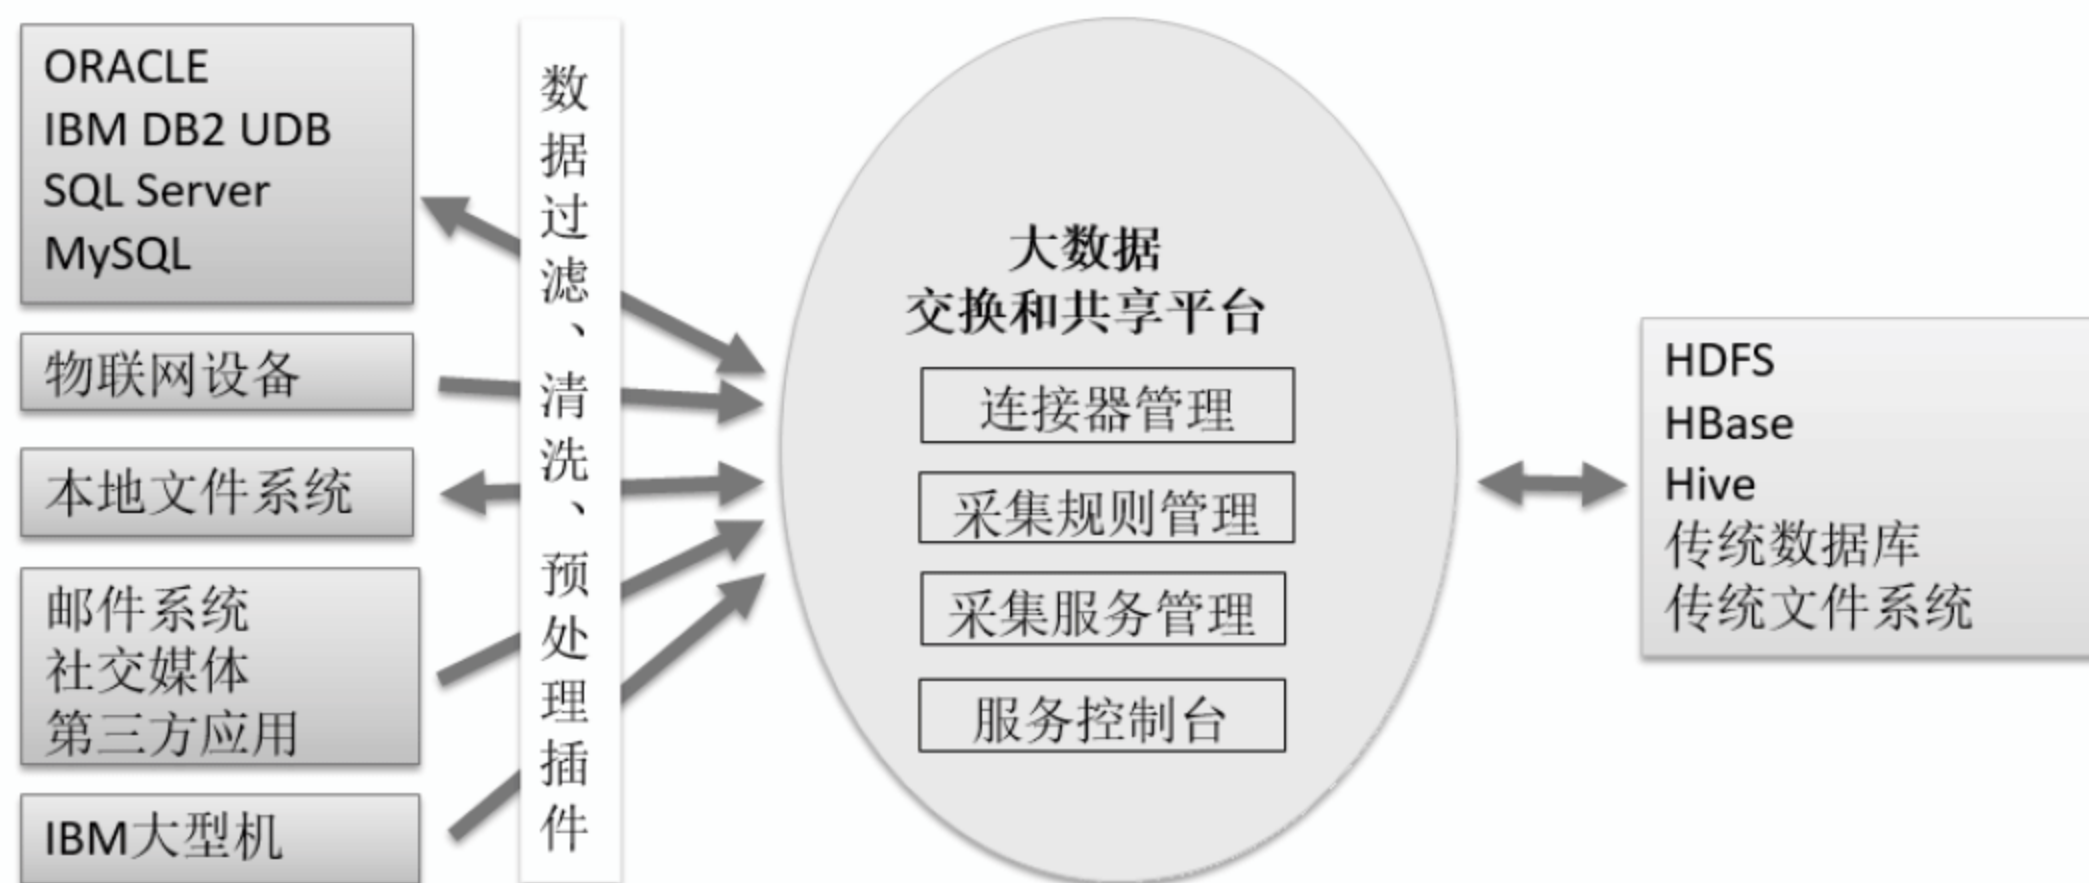 ORACLE
IBM DB2 UDB
SQL Server
MySQL
物联网设备
本地文件系统
邮件系统
社交媒体
第三方应用
IBM大型机
数据过滤、清洗、预处理插件
大数据
交换和共享平台
连接器管理
采集规则管理
采集服务管理
服务控制台
HDFS
HBase
Hive
传统数据库
传统文件系统